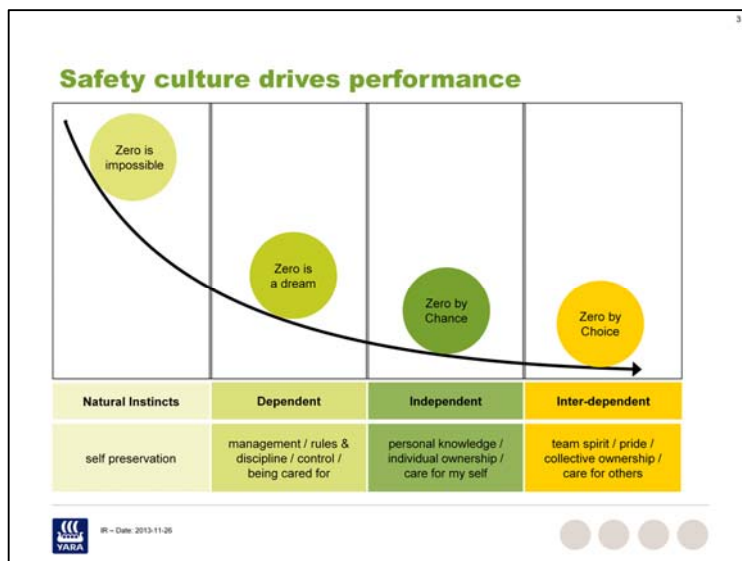 3
Safety culture drives performance
Zero is
impossible
Zero is
a dream
Zero by
Chance
Zero by
Choice
Natural Instincts
Dependent
Independent
Inter-dependent
self preservation
management / rules &
discipline / control /
being cared for
personal knowledge /
individual ownership /
care for my self
team spirit / pride /
collective ownership /
care for others
YARA
IR – Date: 2013-11-26